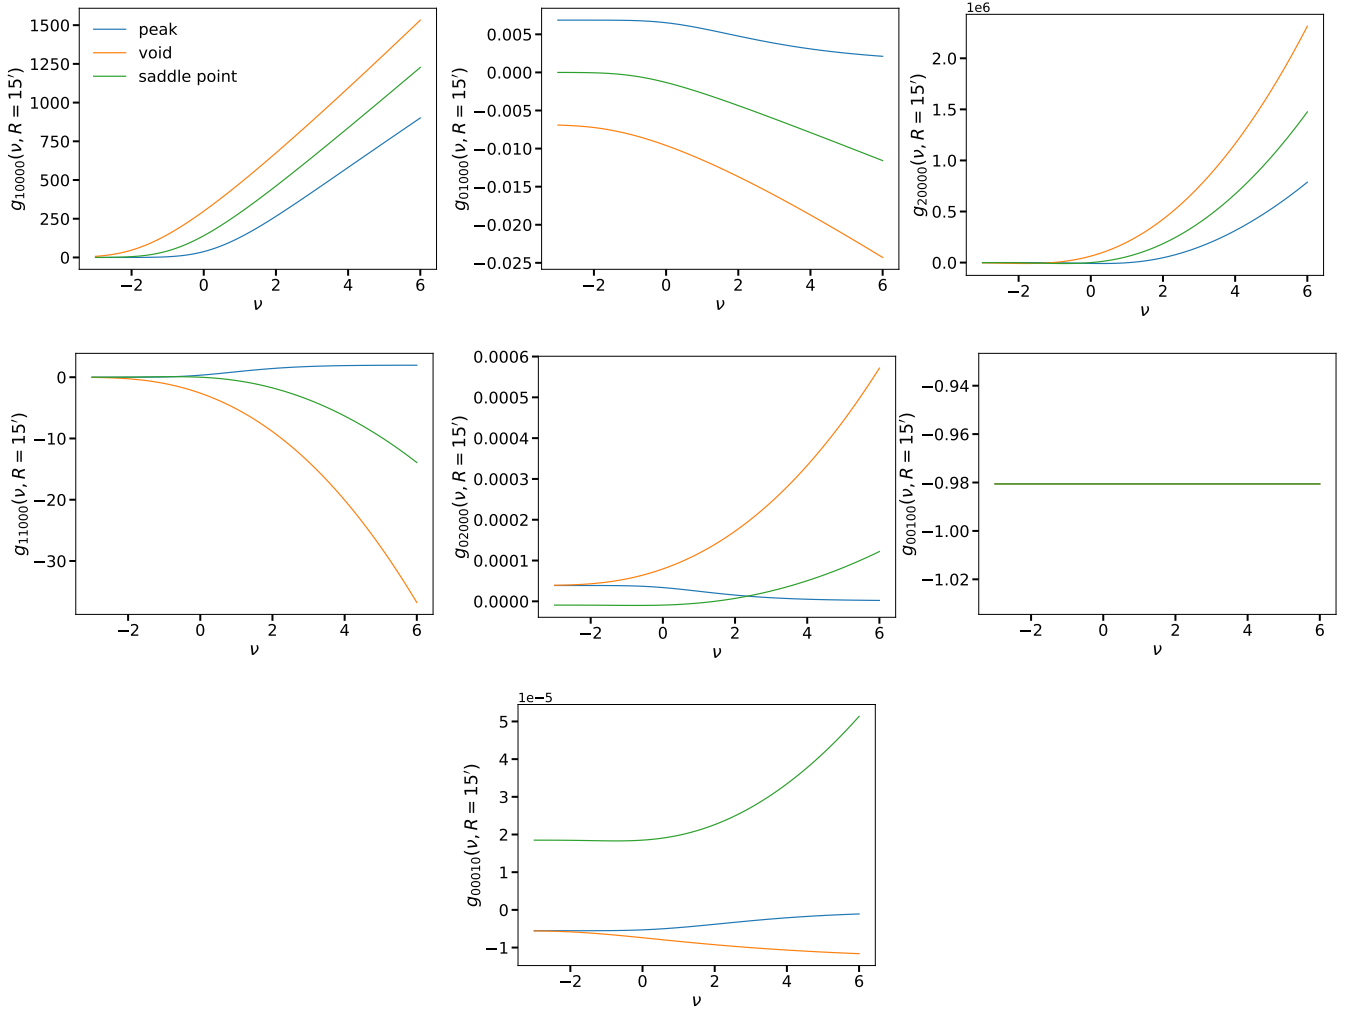 g₁₀₀₀₀(ν, R = 15′)
1500
1250
1000
750
500
250
0
peak
void
saddle point
−2 0 2 4 6
ν
g₀₁₀₀₀(ν, R = 15′)
0.005
0.000
−0.005
−0.010
−0.015
−0.020
−0.025
−2 0 2 4 6
ν
1e6
g₂₀₀₀₀(ν, R = 15′)
2.0
1.5
1.0
0.5
0.0
−2 0 2 4 6
ν
g₁₁₀₀₀(ν, R = 15′)
0
−10
−20
−30
−2 0 2 4 6
ν
g₀₂₀₀₀(ν, R = 15′)
0.0006
0.0005
0.0004
0.0003
0.0002
0.0001
0.0000
−2 0 2 4 6
ν
g₀₀₁₀₀(ν, R = 15′)
−0.94
−0.96
−0.98
−1.00
−1.02
−2 0 2 4 6
ν
1e−5
g₀₀₀₁₀(ν, R = 15′)
5
4
3
2
1
0
−1
−2 0 2 4 6
ν